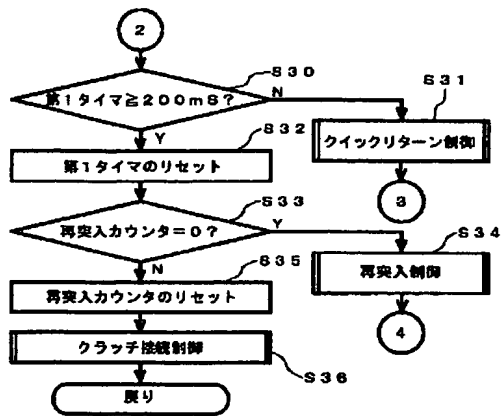 2
S30
第1タイマ≧200mS?
N
S31
クイックリターン制御
3
Y
S32
第1タイマのリセット
S33
再突入カウンタ=0?
Y
S34
再突入制御
4
N
S35
再突入カウンタのリセット
クラッチ接続制御
S36
戻り